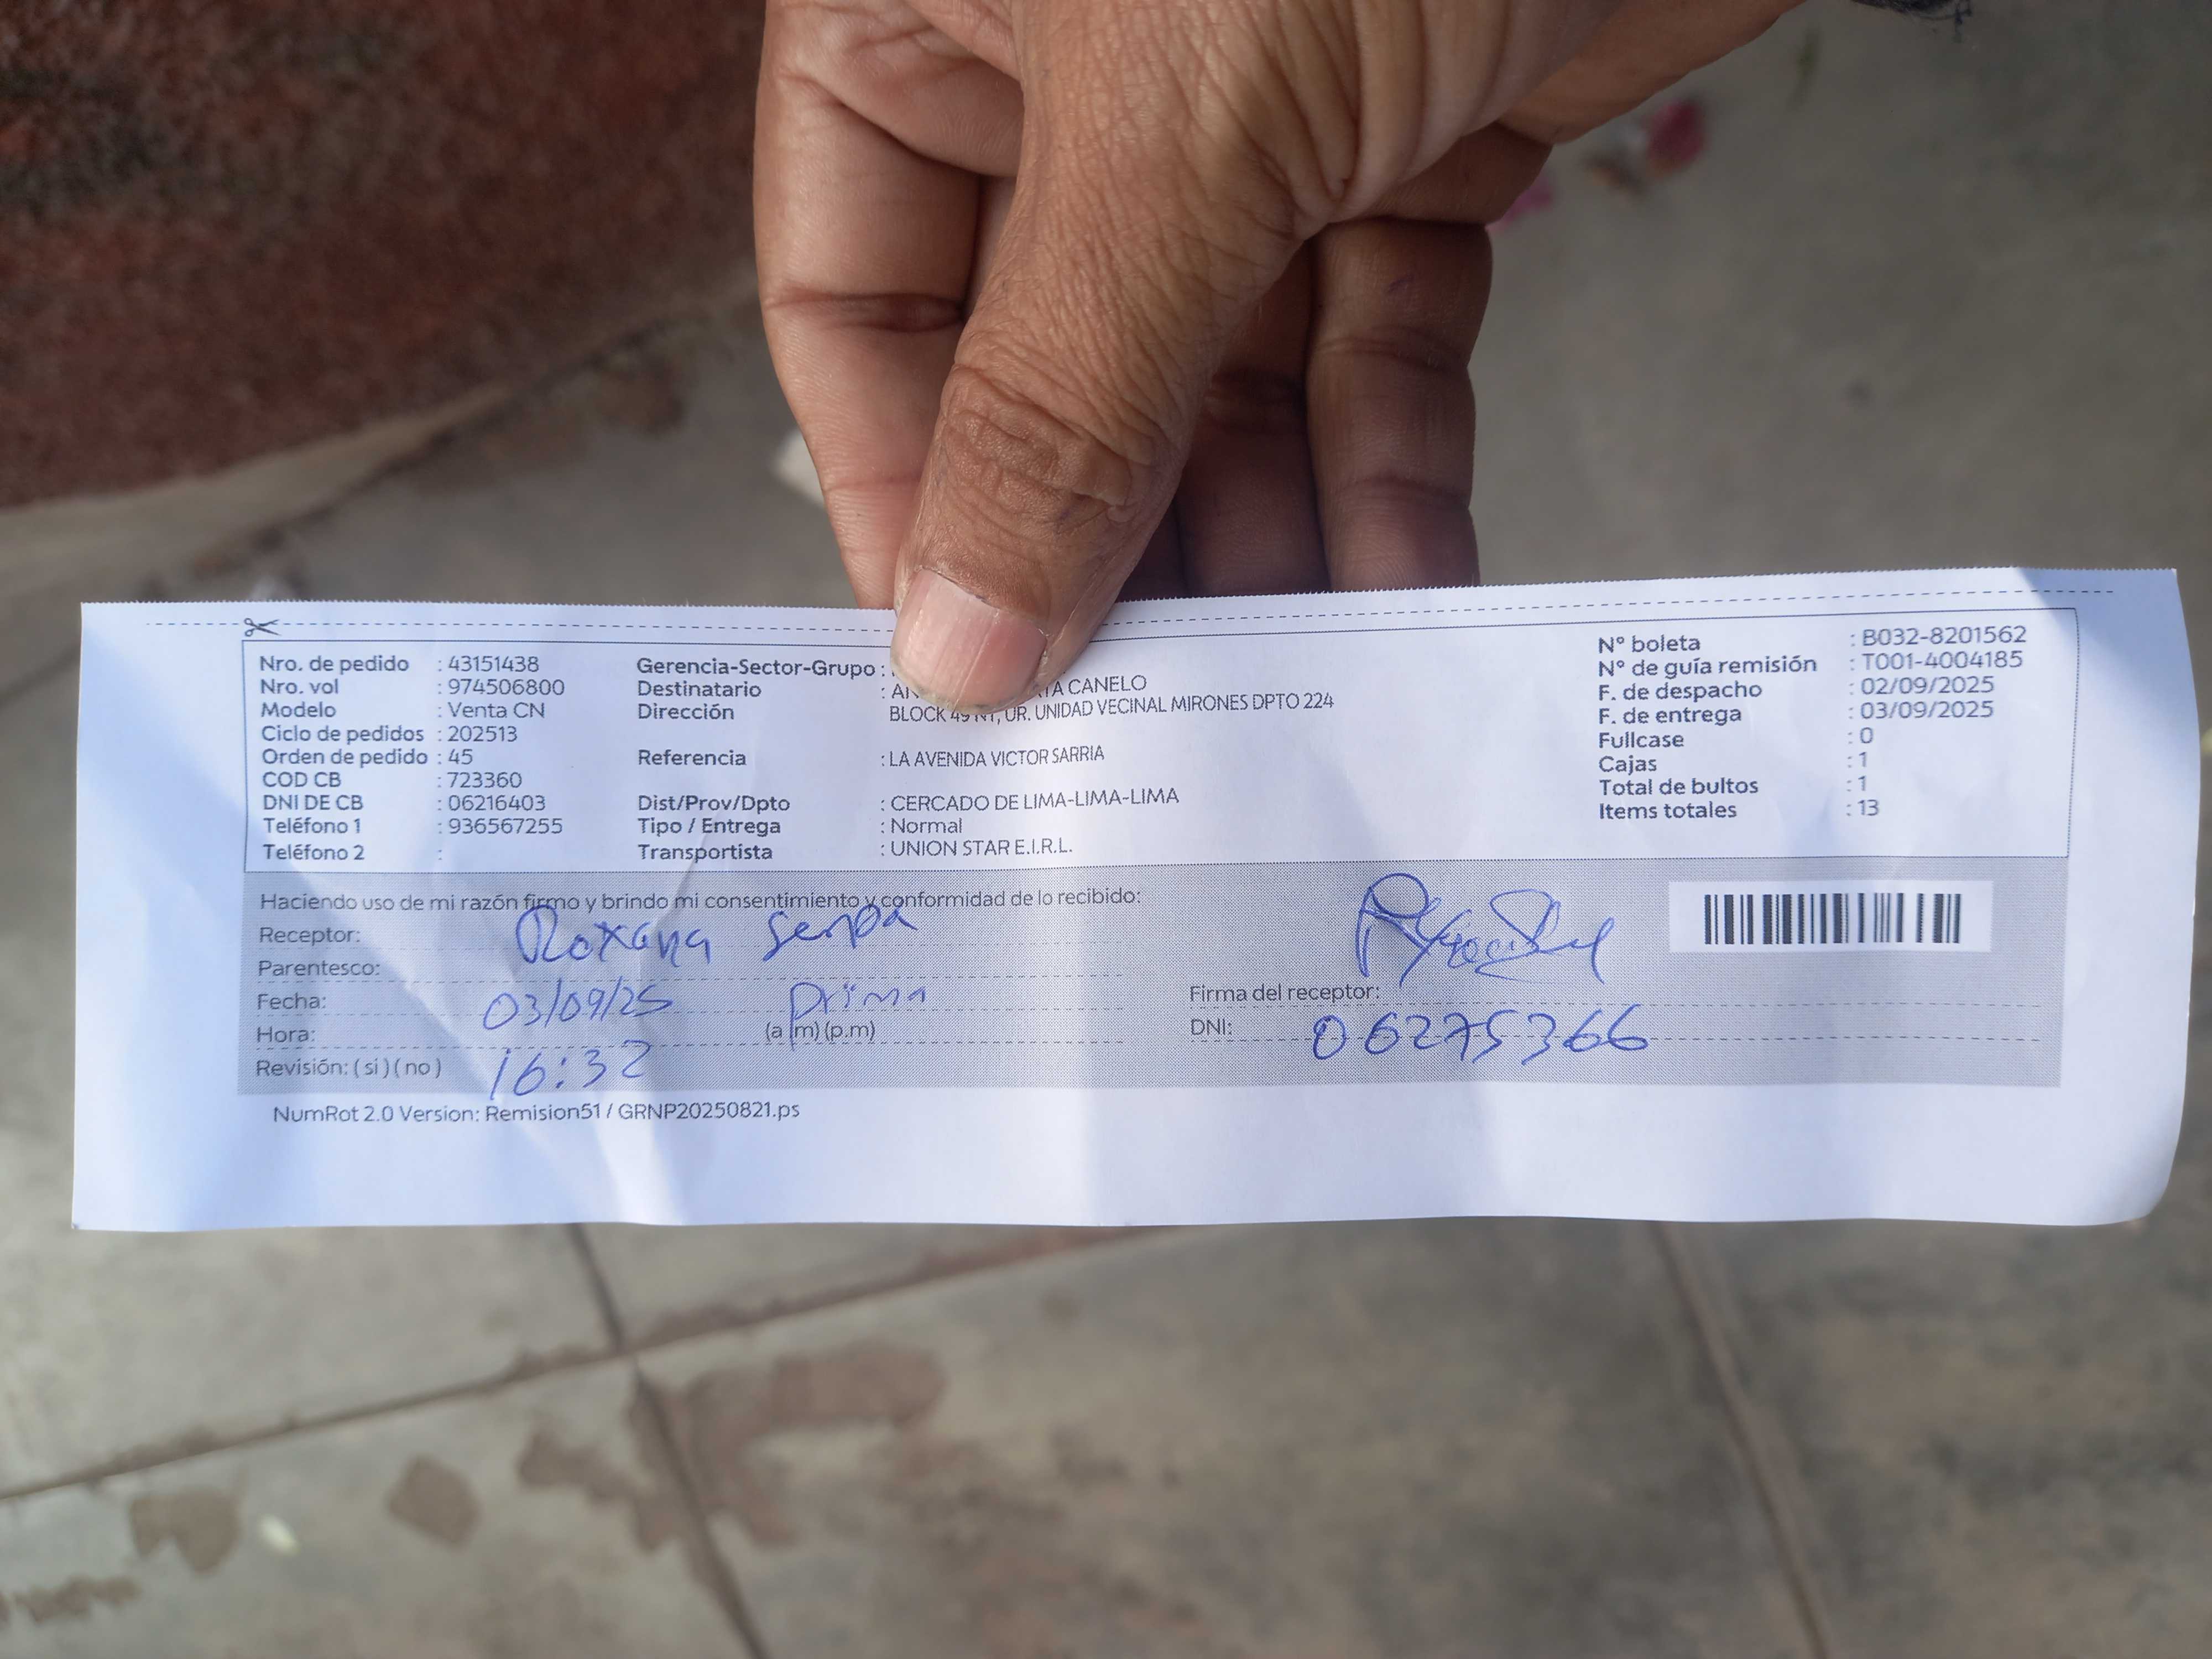 Nro. de pedido : 43151438
Nro. vol : 974506800
Modelo : Venta CN
Ciclo de pedidos : 202513
Orden de pedido : 45
COD CB : 723360
DNI DE CB : 06216403
Teléfono 1 : 936567255
Teléfono 2 :
Gerencia-Sector-Grupo :
Destinatario : CANELO
Dirección BLOCK 49 N1, UR. UNIDAD VECINAL MIRONES DPTO 224
Referencia : LA AVENIDA VICTOR SARRIA
Dist/Prov/Dpto : CERCADO DE LIMA-LIMA-LIMA
Tipo / Entrega : Normal
Transportista : UNION STAR E.I.R.L.
N° boleta : B032-8201562
N° de guía remisión : T001-4004185
F. de despacho : 02/09/2025
F. de entrega : 03/09/2025
Fullcase : 0
Cajas : 1
Total de bultos : 1
Items totales : 13
Haciendo uso de mi razón firmo y brindo mi consentimiento y conformidad de lo recibido:
Receptor: Roxana
Parentesco: prima
Fecha: 03/09/25
Hora: 16:32 (a m) (p.m)
Revisión: ( si ) ( no )
Firma del receptor:
DNI: 06275366
NumRot 2.0 Version: Remision51 / GRNP20250821.ps